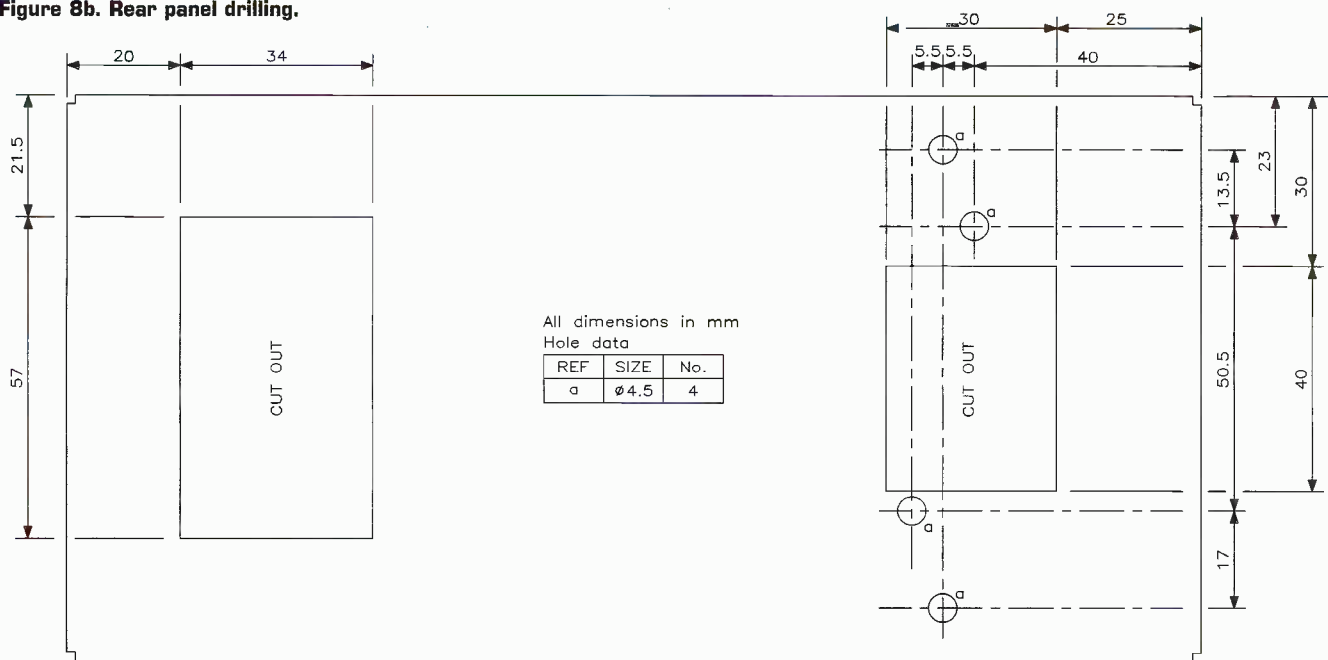 Figure 8b. Rear panel drilling.
30
25
20
34
5.5
5.5
40
21.5
a
a
13.5
23
30
57
CUT OUT
All dimensions in mm
Hole data
REF SIZE No.
a ø4.5 4
CUT OUT
50.5
40
a
17
a